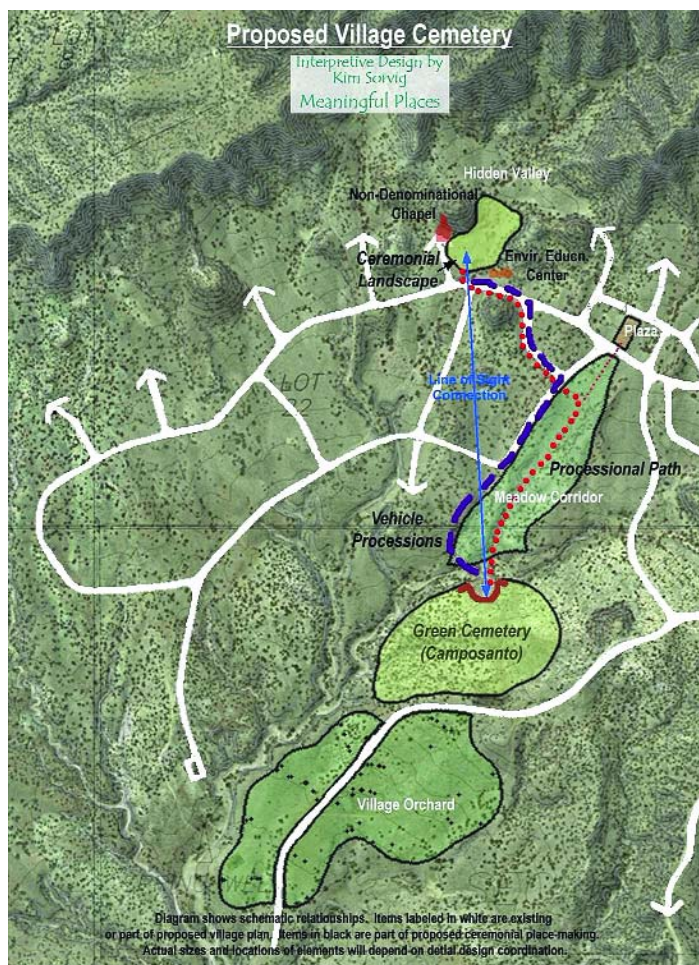 Proposed Village Cemetery
Interpretive Design by
Kim Sorvig
Meaningful Places
Hidden Valley
Non-Denominational
Chapel
Ceremonial
Landscape
Envir. Educn.
Center
Plaza
LOT
Line of Sight
Connection
Processional Path
Meadow Corridor
Vehicle
Processions
Green Cemetery
(Camposanto)
Village Orchard
Diagram shows schematic relationships. Items labeled in white are existing
or part of proposed village plan. Items in black are part of proposed ceremonial place-making.
Actual sizes and locations of elements will depend on detial design coordination.